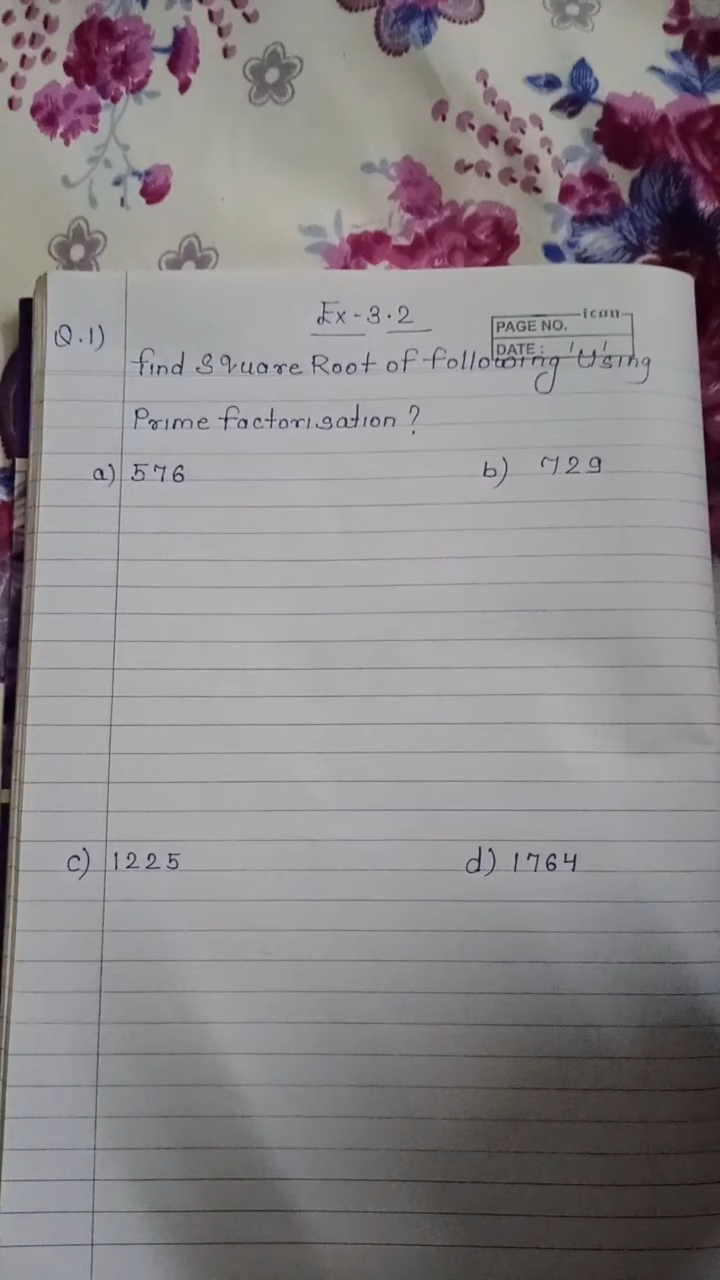 Ex-3.2
icon
PAGE NO.
DATE: / /
Q.1)
find Square Root of following Using
Prime factorisation?
a) 576
b) 729
c) 1225
d) 1764